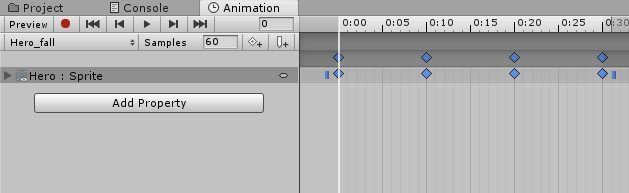 Project Console Animation
Preview 0 0:00 0:05 0:10 0:15 0:20 0:25 0:30
Hero_fall Samples 60
Hero : Sprite
Add Property